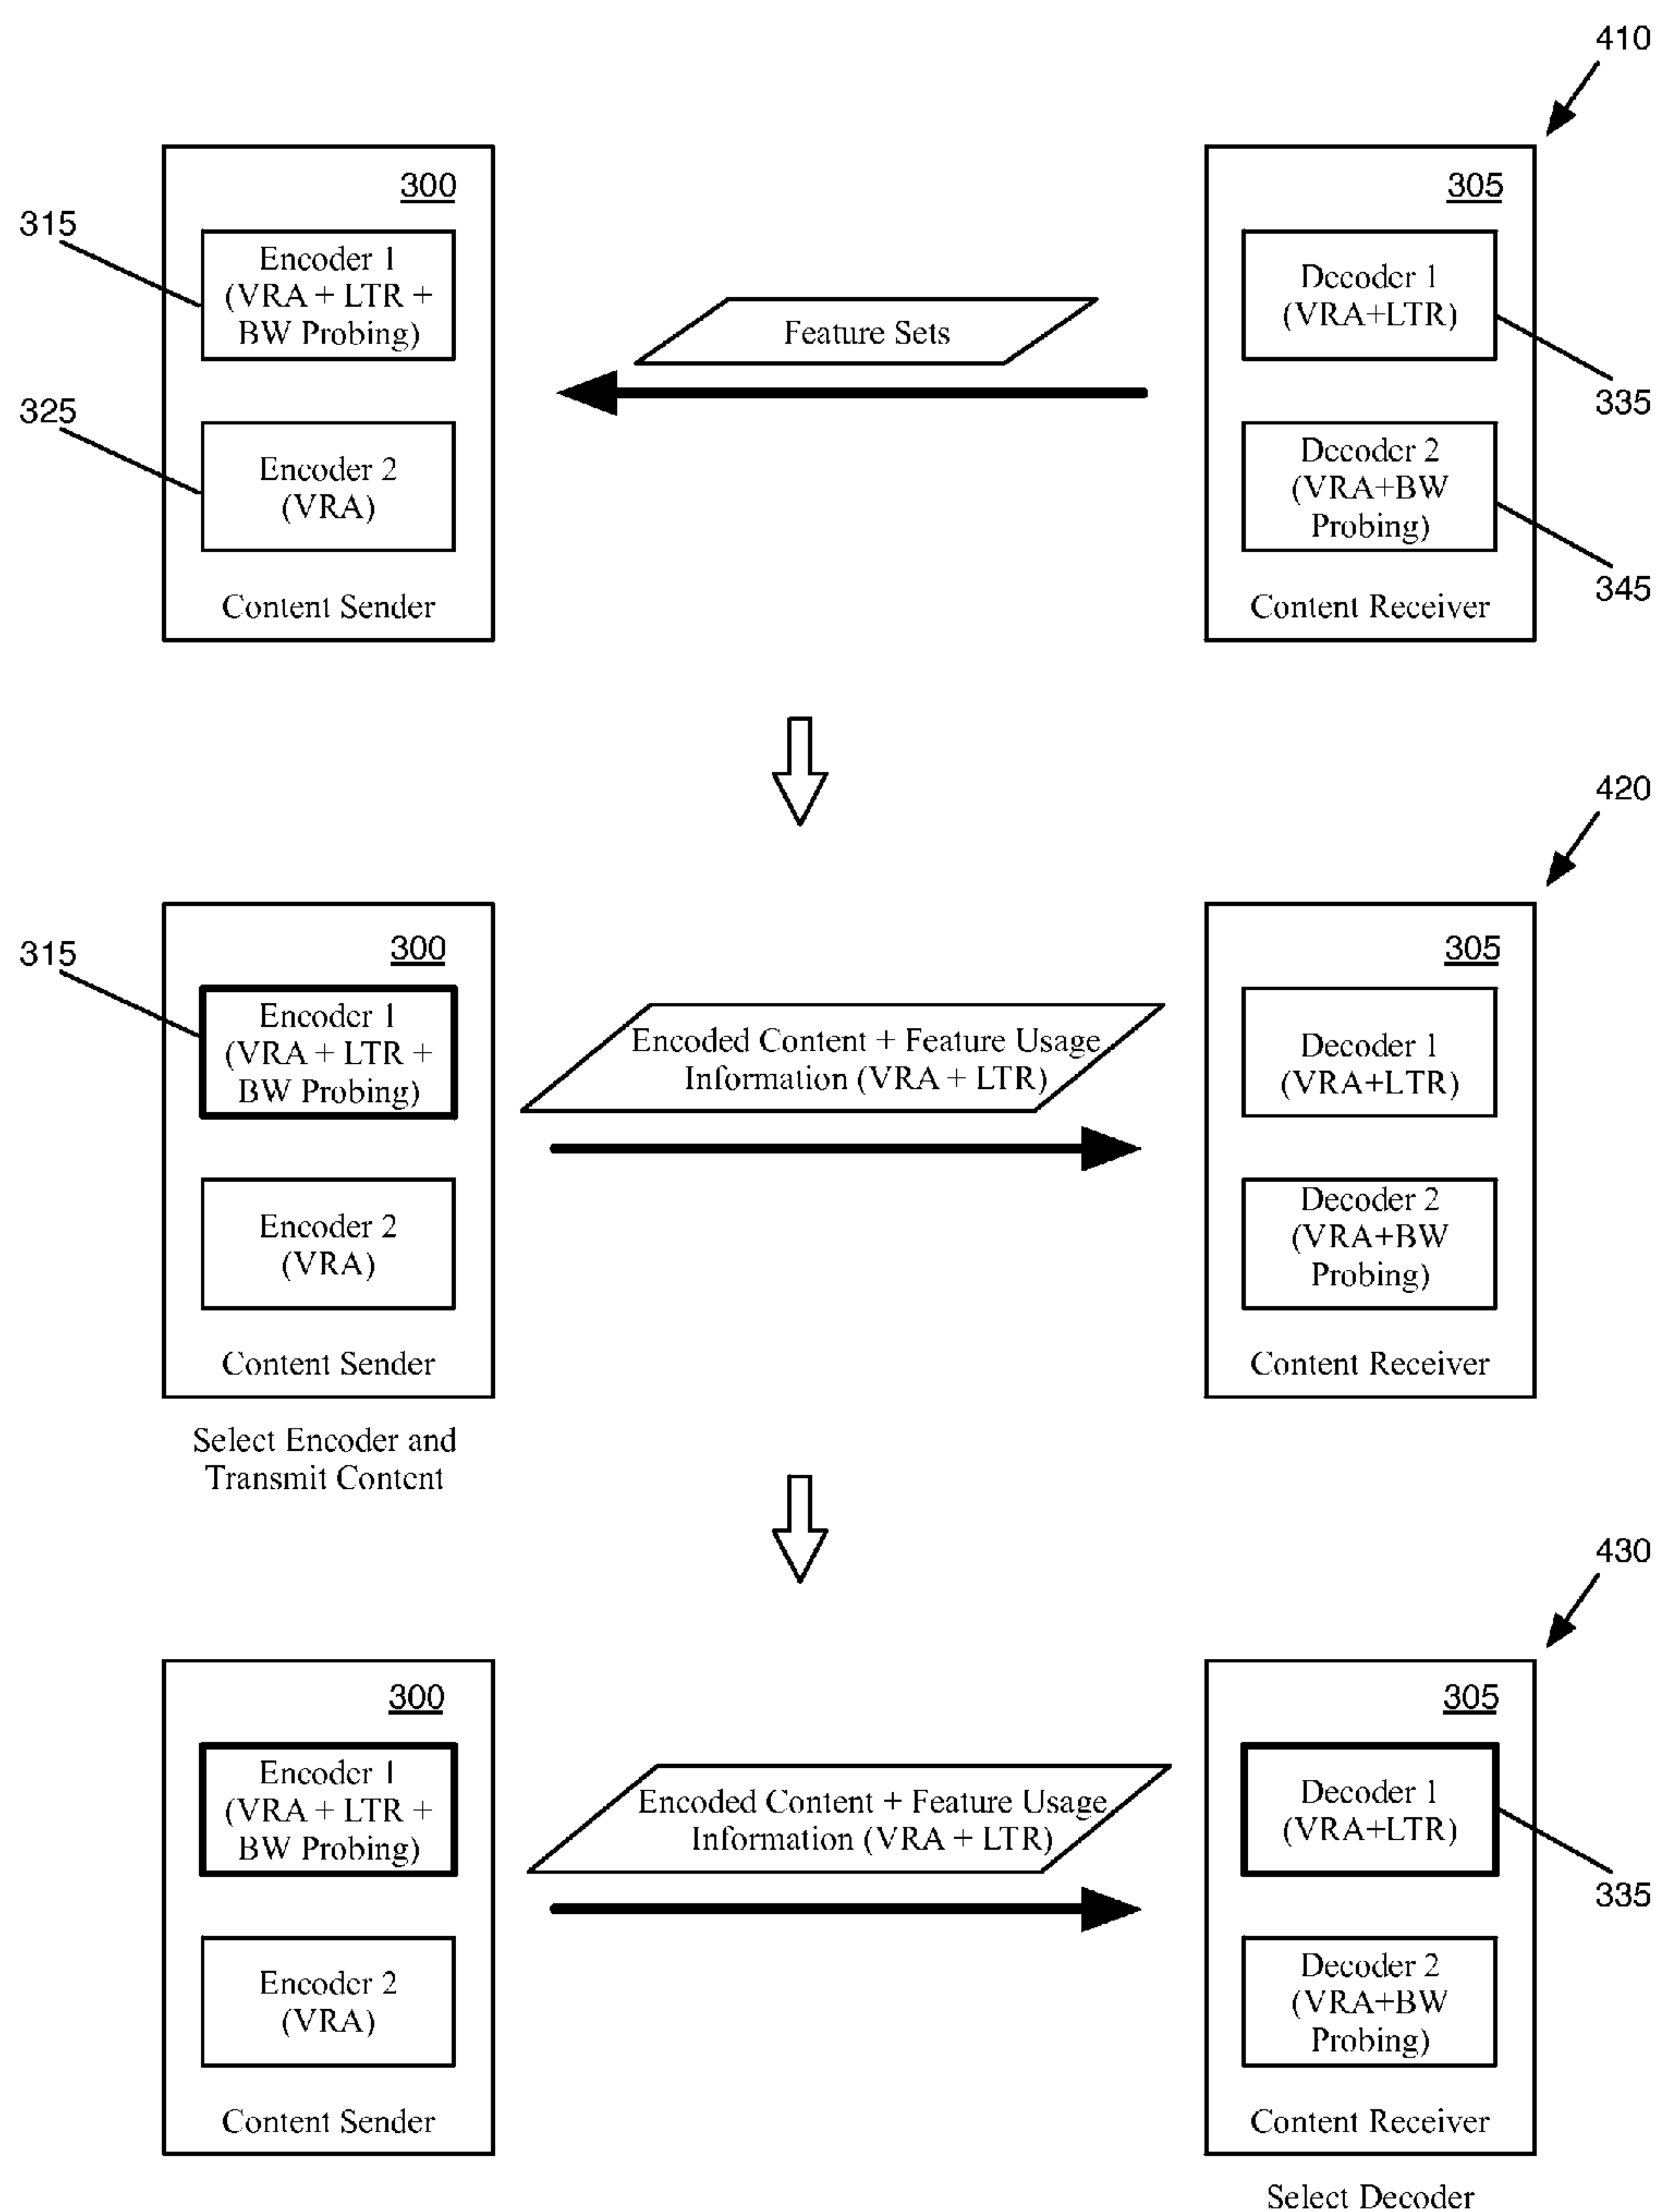 410
300
305
315
Encoder 1
(VRA + LTR +
BW Probing)
Decoder 1
(VRA+LTR)
Feature Sets
335
325
Encoder 2
(VRA)
Decoder 2
(VRA+BW
Probing)
345
Content Sender
Content Receiver
420
315
300
305
Encoder 1
(VRA + LTR +
BW Probing)
Encoded Content + Feature Usage
Information (VRA + LTR)
Decoder 1
(VRA+LTR)
Encoder 2
(VRA)
Decoder 2
(VRA+BW
Probing)
Content Sender
Content Receiver
Select Encoder and
Transmit Content
430
300
305
Encoder 1
(VRA + LTR +
BW Probing)
Encoded Content + Feature Usage
Information (VRA + LTR)
Decoder 1
(VRA+LTR)
335
Encoder 2
(VRA)
Decoder 2
(VRA+BW
Probing)
Content Sender
Content Receiver
Select Decoder